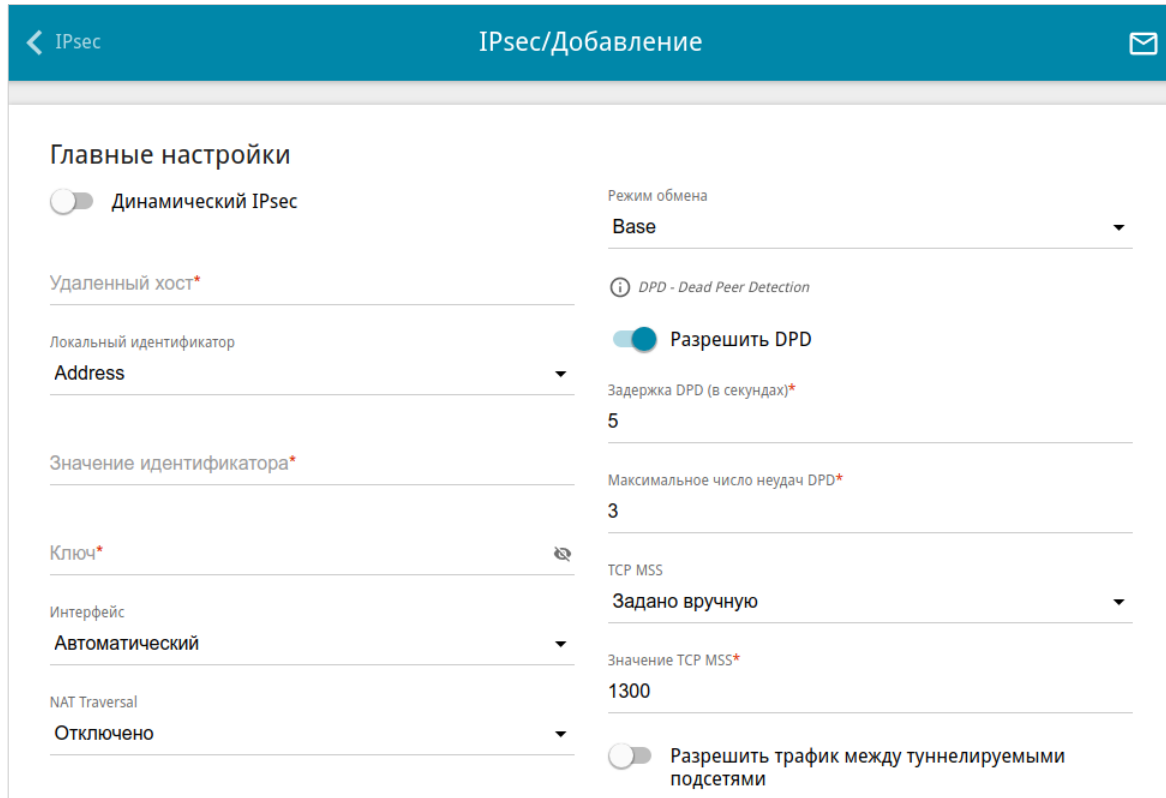 IPsec
IPsec/Добавление
Главные настройки
Динамический IPsec
Удаленный хост*
Локальный идентификатор
Address
Значение идентификатора*
Ключ*
Интерфейс
Автоматический
NAT Traversal
Отключено
Режим обмена
Base
DPD - Dead Peer Detection
Разрешить DPD
Задержка DPD (в секундах)*
5
Максимальное число неудач DPD*
3
TCP MSS
Задано вручную
Значение TCP MSS*
1300
Разрешить трафик между туннелируемыми
подсетями